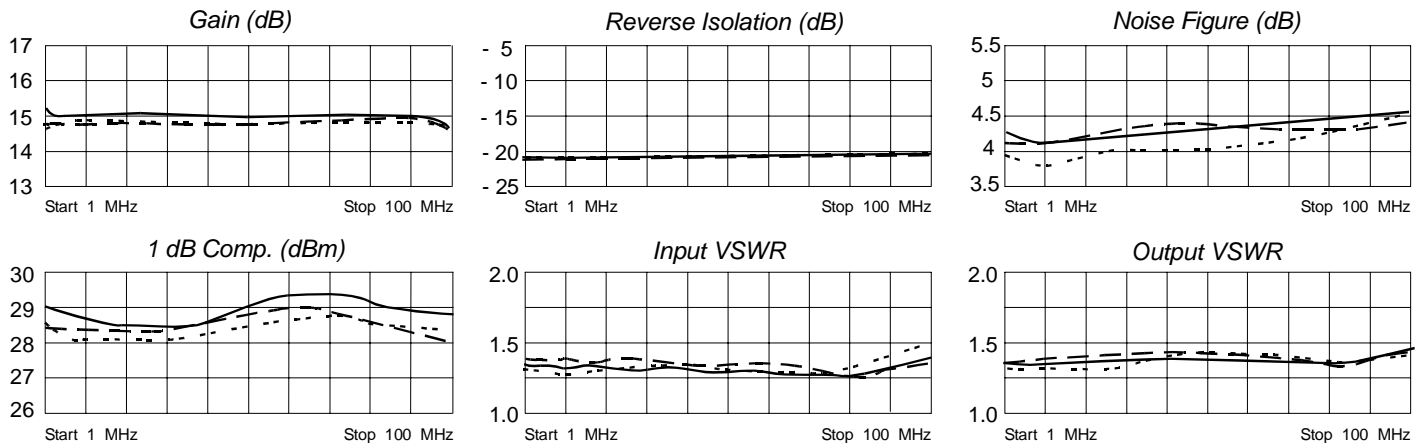 Gain (dB)
17
16
15
14
13
Start 1 MHz
Stop 100 MHz
Reverse Isolation (dB)
- 5
- 10
- 15
- 20
- 25
Start 1 MHz
Stop 100 MHz
Noise Figure (dB)
5.5
5
4.5
4
3.5
Start 1 MHz
Stop 100 MHz
1 dB Comp. (dBm)
30
29
28
27
26
Start 1 MHz
Stop 100 MHz
Input VSWR
2.0
1.5
1.0
Start 1 MHz
Stop 100 MHz
Output VSWR
2.0
1.5
1.0
Start 1 MHz
Stop 100 MHz